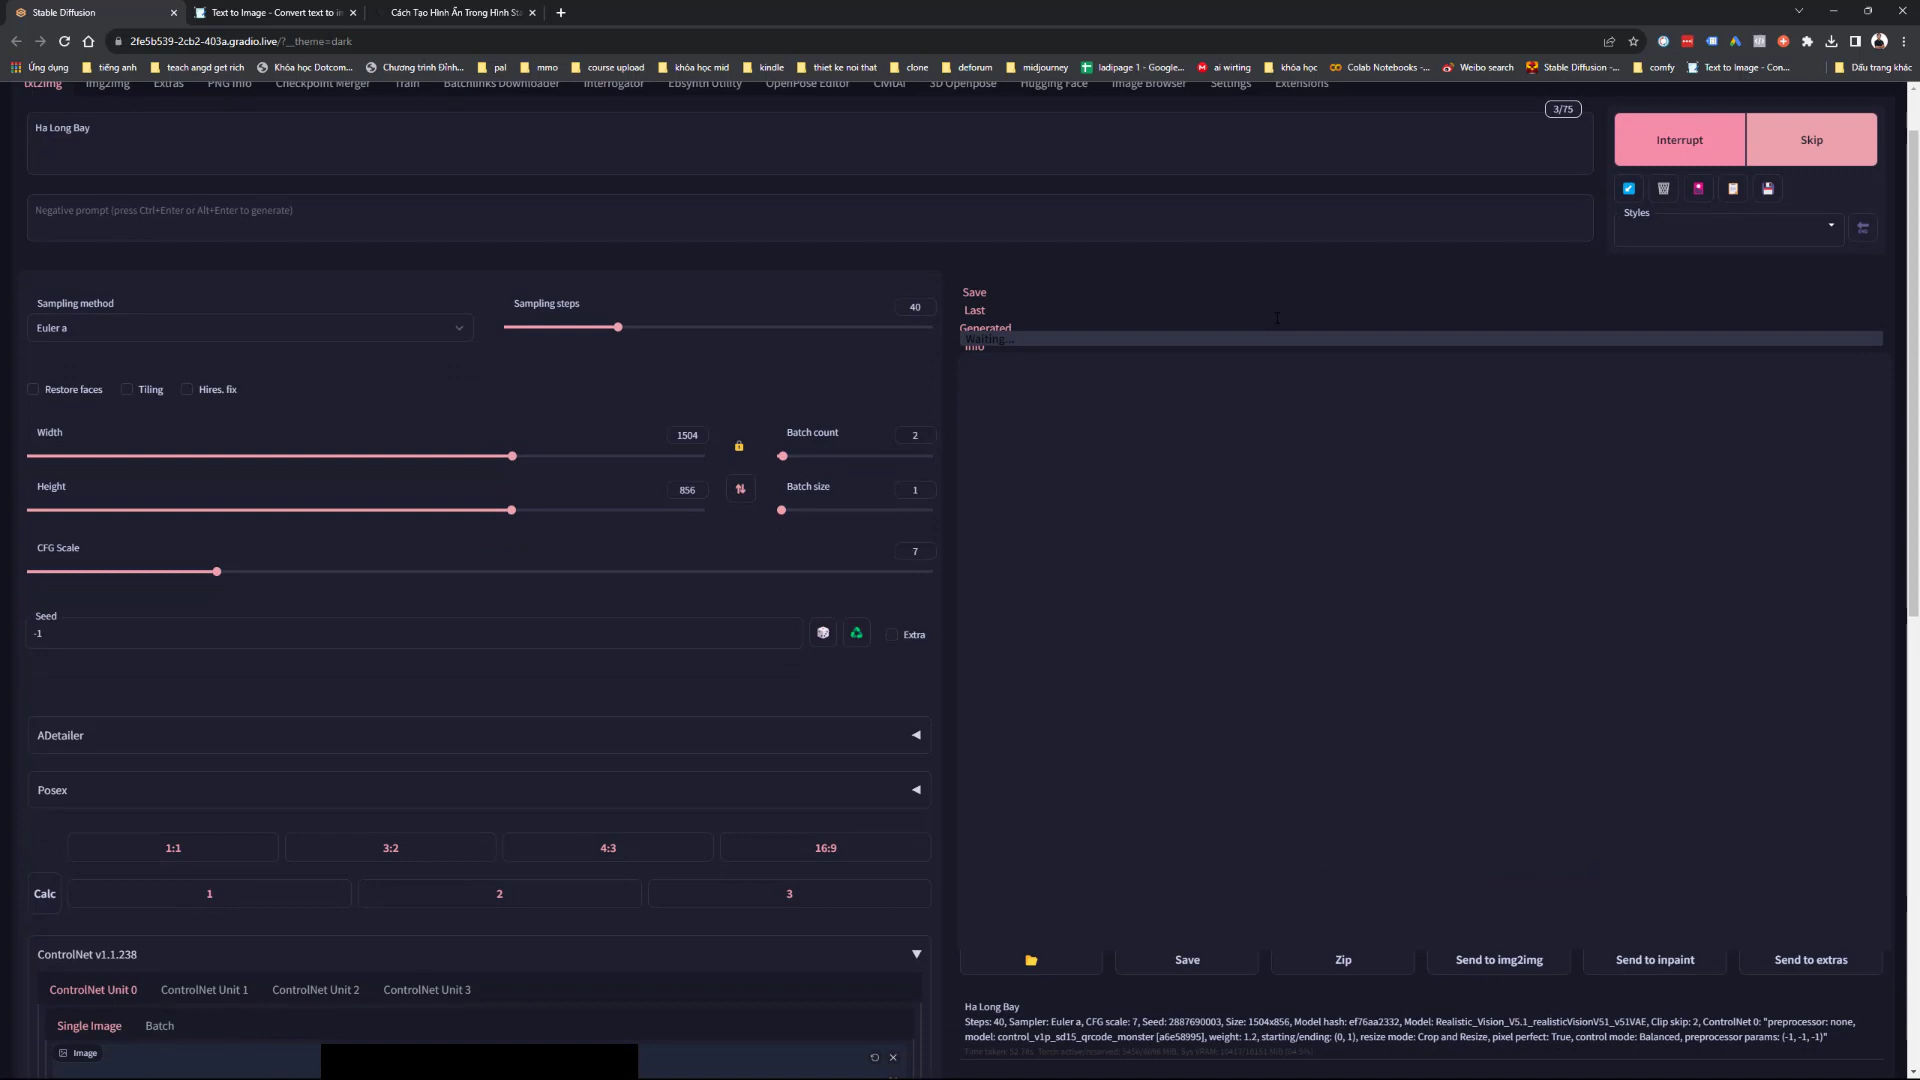 Stable Diffusion
Text to Image - Convert text to i
Cách Tạo Hình Ẩn Trong Hình Sta
2fe5b539-2cb2-403a.gradio.live/?__theme=dark
Ứng dụng
tiếng anh
teach angd get rich
Khóa học Dotcom...
Chương trình Đỉnh...
pal
mmo
course upload
khóa học mid
kindle
thiet ke noi that
clone
deforum
midjourney
ladipage 1 - Google...
ai wirting
khóa học
Colab Notebooks -...
Weibo search
Stable Diffusion -...
comfy
Text to Image - Con...
Dấu trang khác
txt2img
img2img
Extras
PNG Info
Checkpoint Merger
Train
Batchlinks Downloader
Interrogator
Ebsynth Utility
OpenPose Editor
CivitAi
3D Openpose
Hugging Face
Image Browser
Settings
Extensions
3/75
Ha Long Bay
Interrupt
Skip
Negative prompt (press Ctrl+Enter or Alt+Enter to generate)
Styles
Sampling method
Euler a
Sampling steps
40
Save
Last
Generated
Info
Waiting...
Restore faces
Tiling
Hires. fix
Width
1504
Batch count
2
Height
856
Batch size
1
CFG Scale
7
Seed
-1
Extra
ADetailer
Posex
1:1
3:2
4:3
16:9
Calc
1
2
3
ControlNet v1.1.238
ControlNet Unit 0
ControlNet Unit 1
ControlNet Unit 2
ControlNet Unit 3
Single Image
Batch
Image
Save
Zip
Send to img2img
Send to inpaint
Send to extras
Ha Long Bay
Steps: 40, Sampler: Euler a, CFG scale: 7, Seed: 2887690003, Size: 1504x856, Model hash: ef76aa2332, Model: Realistic_Vision_V5.1_realisticVisionV51_v51VAE, Clip skip: 2, ControlNet 0: "preprocessor: none,
model: control_v1p_sd15_qrcode_monster [a6e58995], weight: 1.2, starting/ending: (0, 1), resize mode: Crop and Resize, pixel perfect: True, control mode: Balanced, preprocessor params: (-1, -1, -1)"